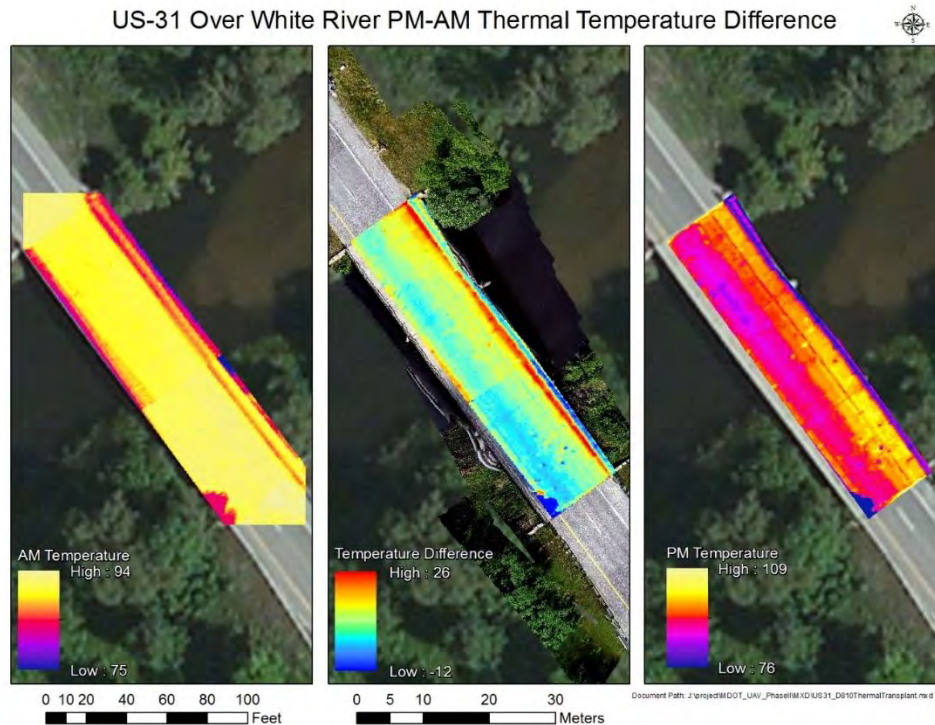 US-31 Over White River PM-AM Thermal Temperature Difference
N
W E
S
AM Temperature
High : 94
Low : 75
Temperature Difference
High : 26
Low : -12
PM Temperature
High : 109
Low : 76
0 10 20 40 60 80 100
Feet
0 5 10 20 30
Meters